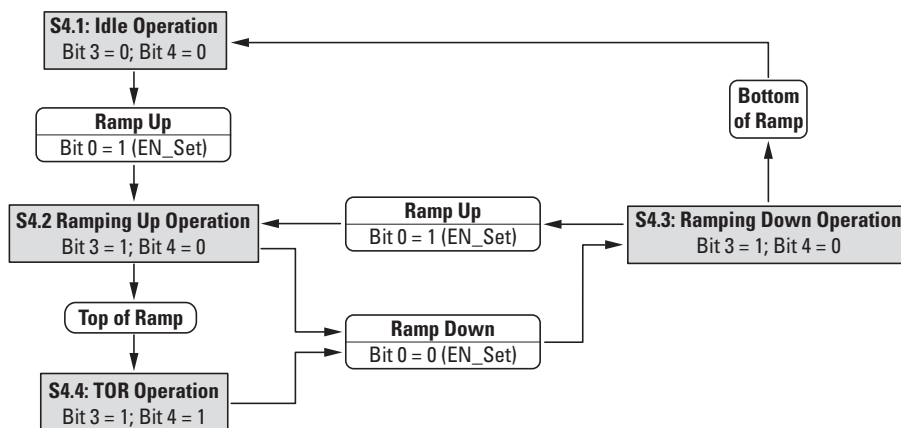 S4.1: Idle Operation
Bit 3 = 0; Bit 4 = 0
Bottom
of Ramp
Ramp Up
Bit 0 = 1 (EN_Set)
S4.2 Ramping Up Operation
Bit 3 = 1; Bit 4 = 0
Ramp Up
Bit 0 = 1 (EN_Set)
S4.3: Ramping Down Operation
Bit 3 = 1; Bit 4 = 0
Top of Ramp
Ramp Down
Bit 0 = 0 (EN_Set)
S4.4: TOR Operation
Bit 3 = 1; Bit 4 = 1